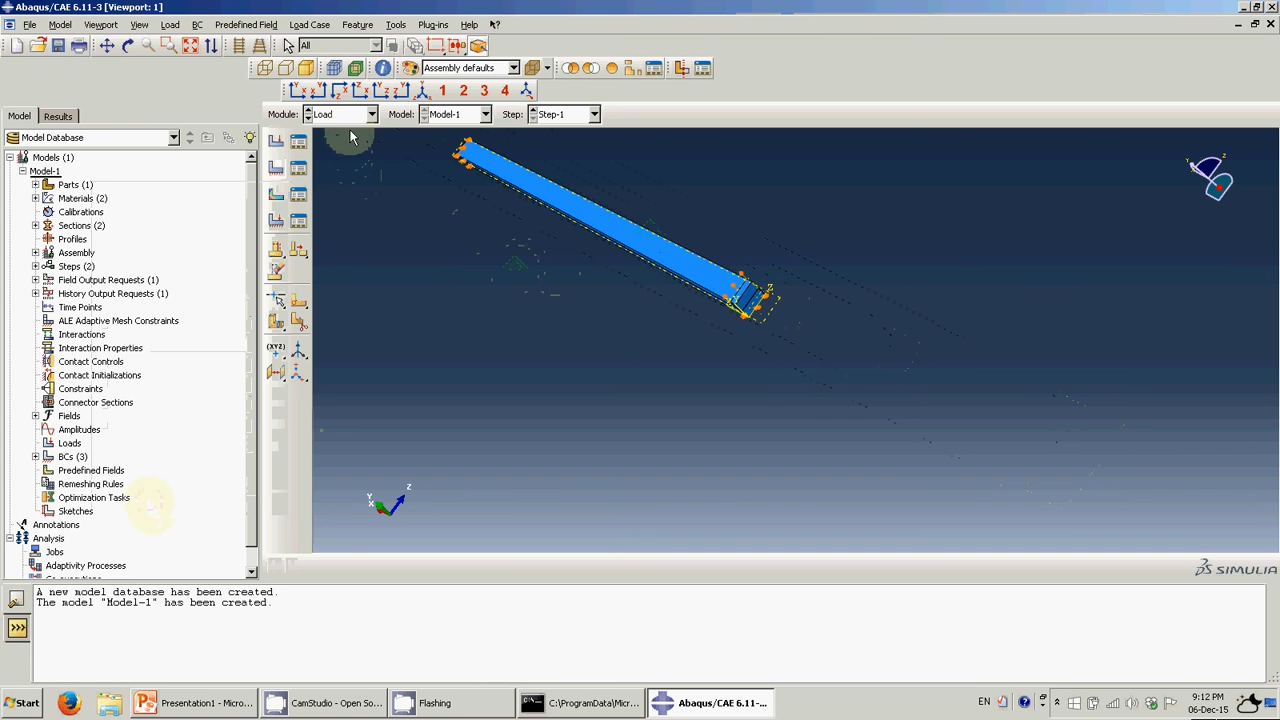 Abaqus/CAE 6.11-3 [Viewport: 1]
File Model Viewport View Load BC Predefined Field Load Case Feature Tools Plug-ins Help
All
Assembly defaults
1 2 3 4
Model Results
Module: Load Model: Model-1 Step: Step-1
Model Database
Models (1)
Model-1
Parts (1)
Materials (2)
Calibrations
Sections (2)
Profiles
Assembly
Steps (2)
Field Output Requests (1)
History Output Requests (1)
Time Points
ALE Adaptive Mesh Constraints
Interactions
Interaction Properties
Contact Controls
Contact Initializations
Constraints
Connector Sections
Fields
Amplitudes
Loads
BCs (3)
Predefined Fields
Remeshing Rules
Optimization Tasks
Sketches
Annotations
Analysis
Jobs
Adaptivity Processes
(XYZ)
Y
X
Z
SIMULIA
A new model database has been created.
The model "Model-1" has been created.
>>>
Start Presentation1 - Micro... CamStudio - Open So... Flashing C:\ProgramData\Micr... Abaqus/CAE 6.11-... EN 9:12 PM
06-Dec-15